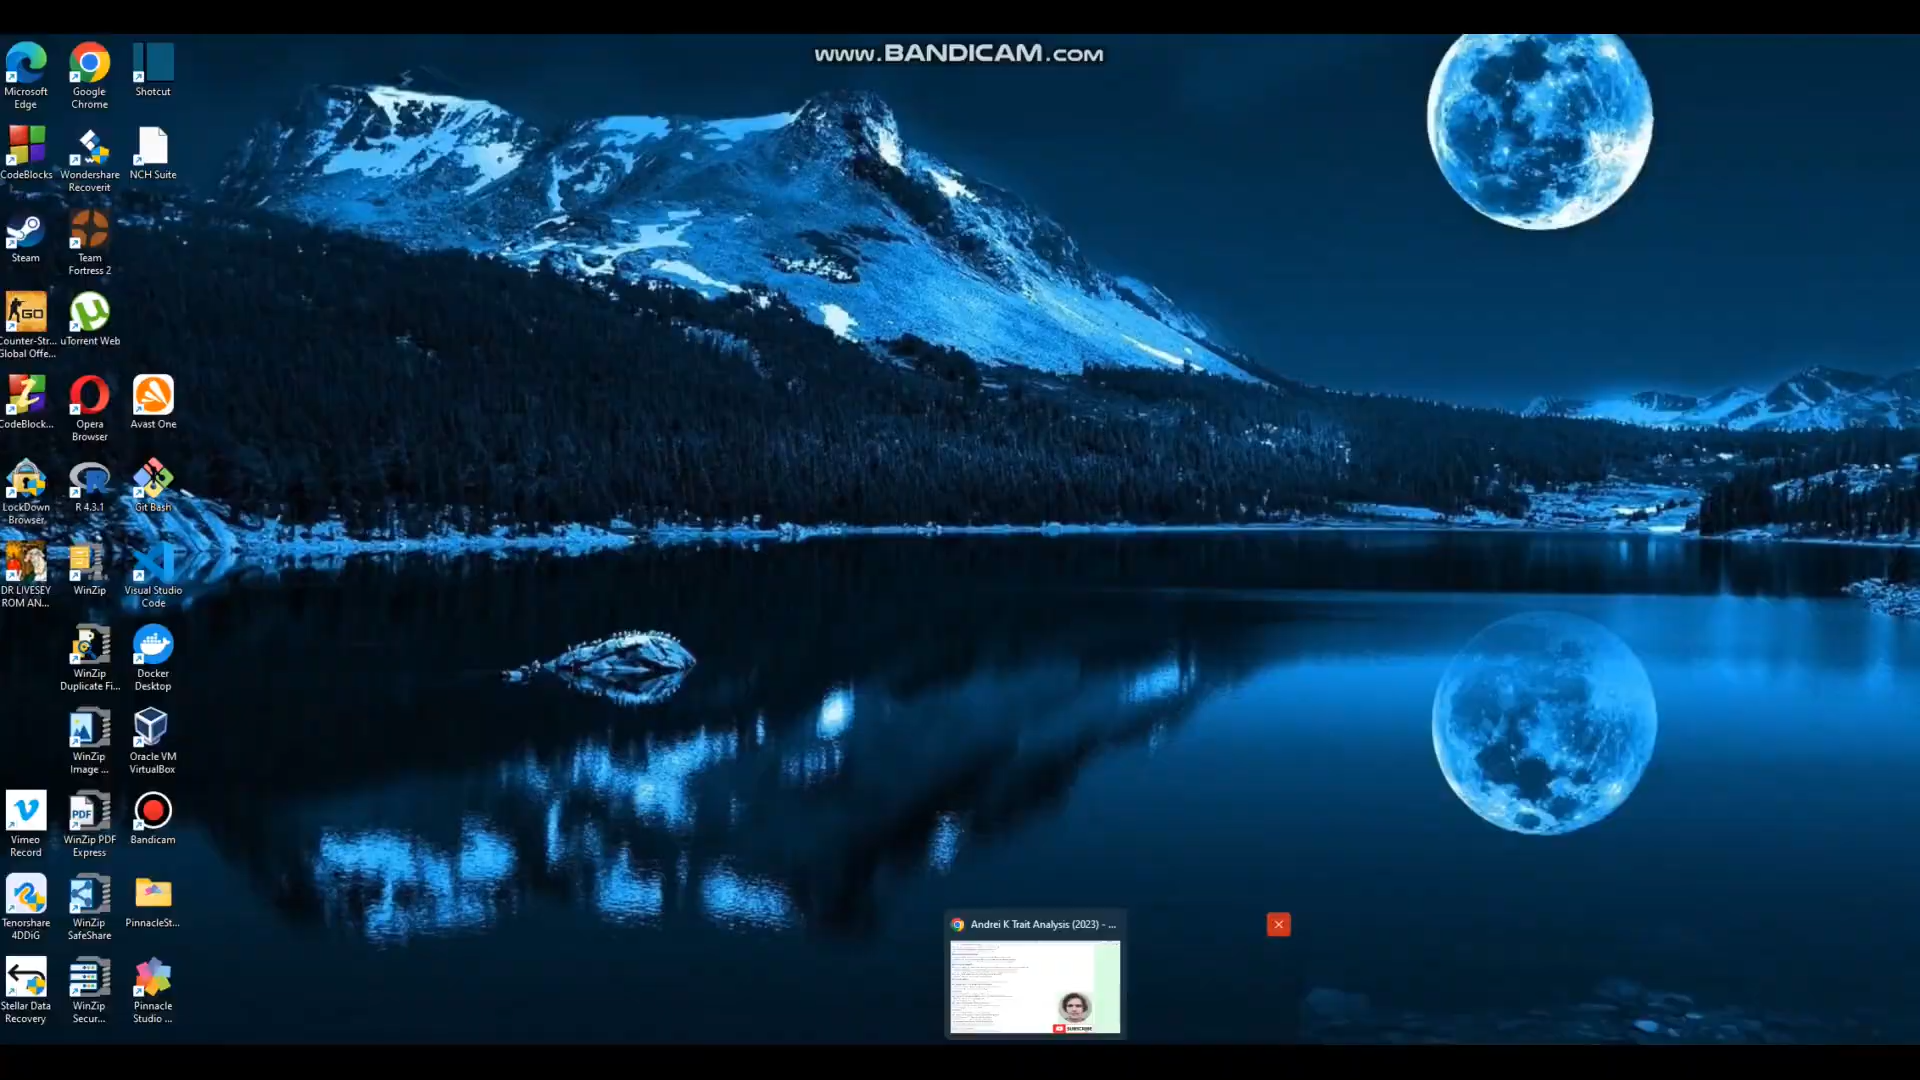 www.BANDICAM.COM
Microsoft
Edge
Google
Chrome
Shotcut
CodeBlocks
Wondershare
Recoverit
NCH Suite
Steam
Team
Fortress 2
GO
Counter-Str...
Global Offe...
uTorrent Web
CodeBlock...
Opera
Browser
Avast One
LockDown
Browser
R 4.3.1
Git Bash
DR LIVESEY
ROM AN...
WinZip
Visual Studio
Code
WinZip
Duplicate Fi...
Docker
Desktop
WinZip
Image ...
Oracle VM
VirtualBox
Vimeo
Record
PDF
WinZip PDF
Express
Bandicam
Tenorshare
4DDiG
WinZip
SafeShare
PinnacleSt...
Stellar Data
Recovery
WinZip
Secur...
Pinnacle
Studio ...
Andrei K Trait Analysis (2023) - ...
SUBSCRIBE